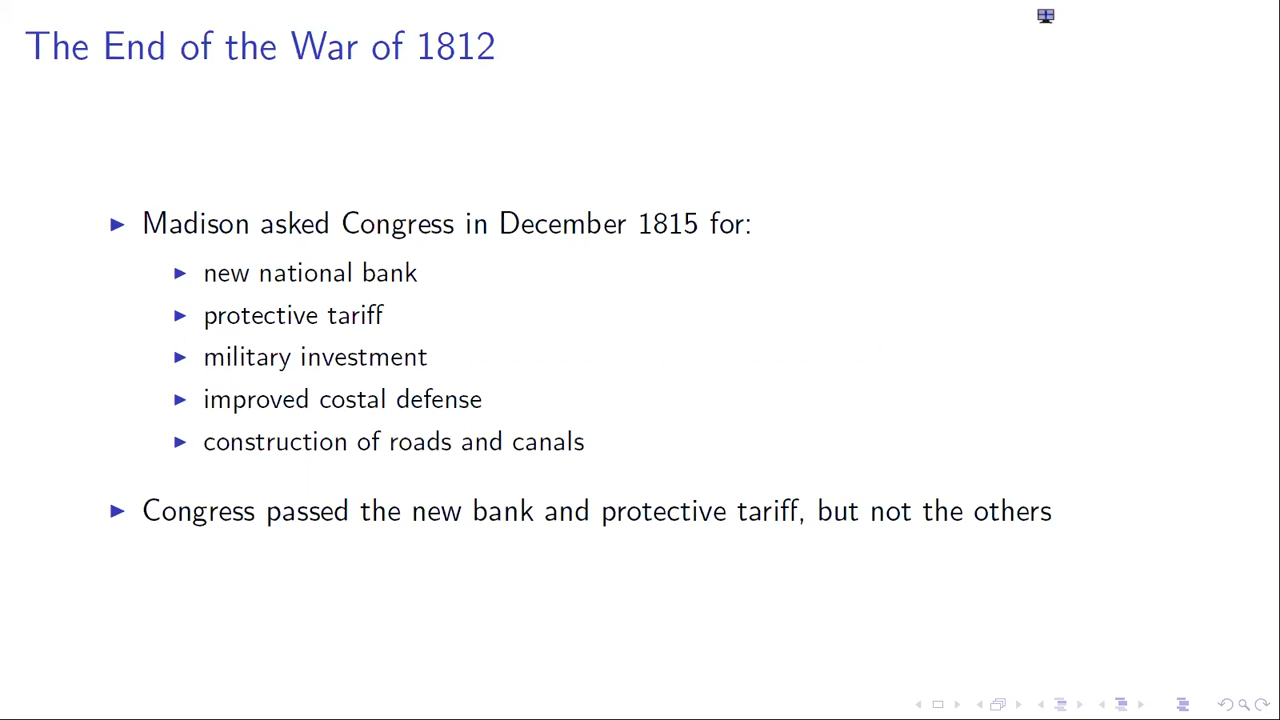 The End of the War of 1812
Madison asked Congress in December 1815 for:
new national bank
protective tariff
military investment
improved costal defense
construction of roads and canals
Congress passed the new bank and protective tariff, but not the others